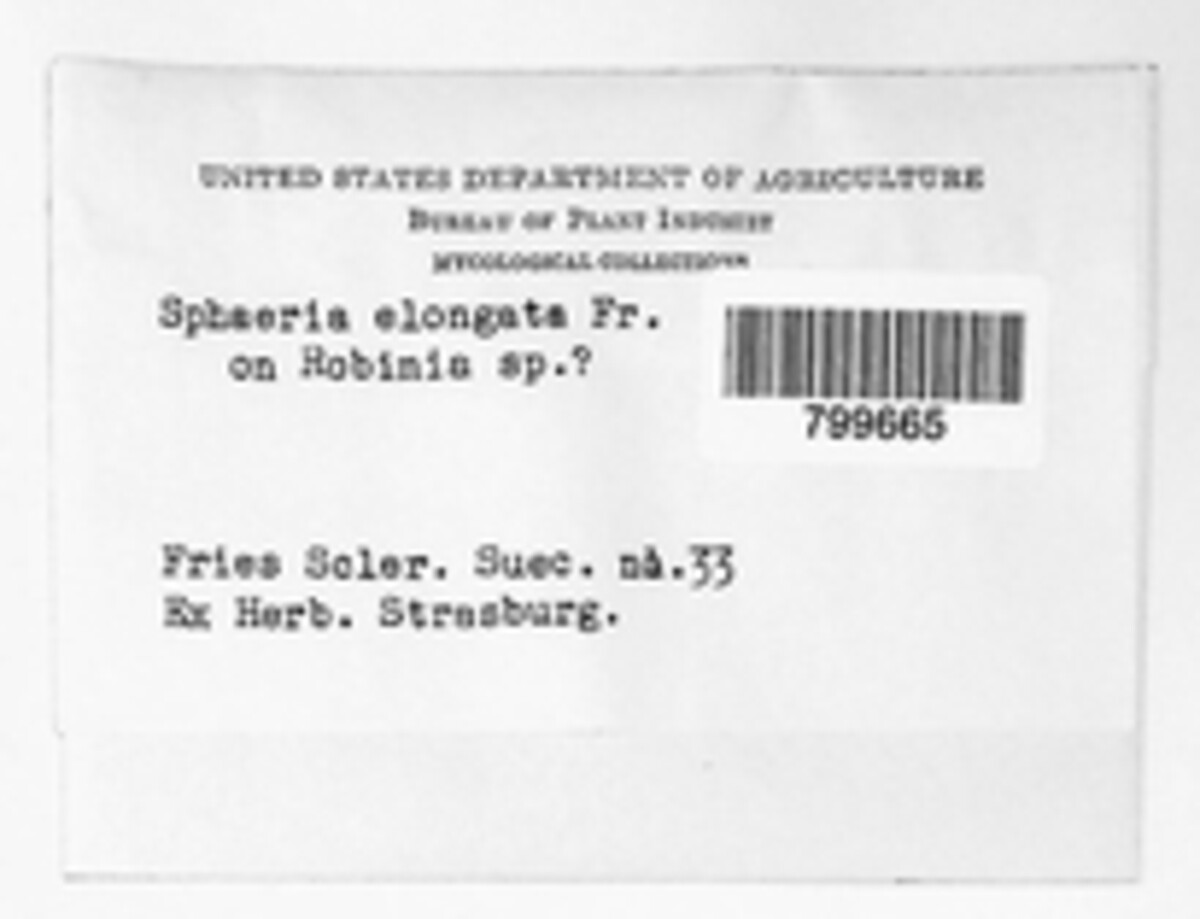 UNITED STATES DEPARTMENT OF AGRICULTURE
BUREAU OF PLANT INDUSTRY
MYCOLOGICAL COLLECTIONS
Sphaeria elongata Fr.
on Robinia sp.?
799665
Fries Scler. Suec. no.33
Ex Herb. Strasburg.